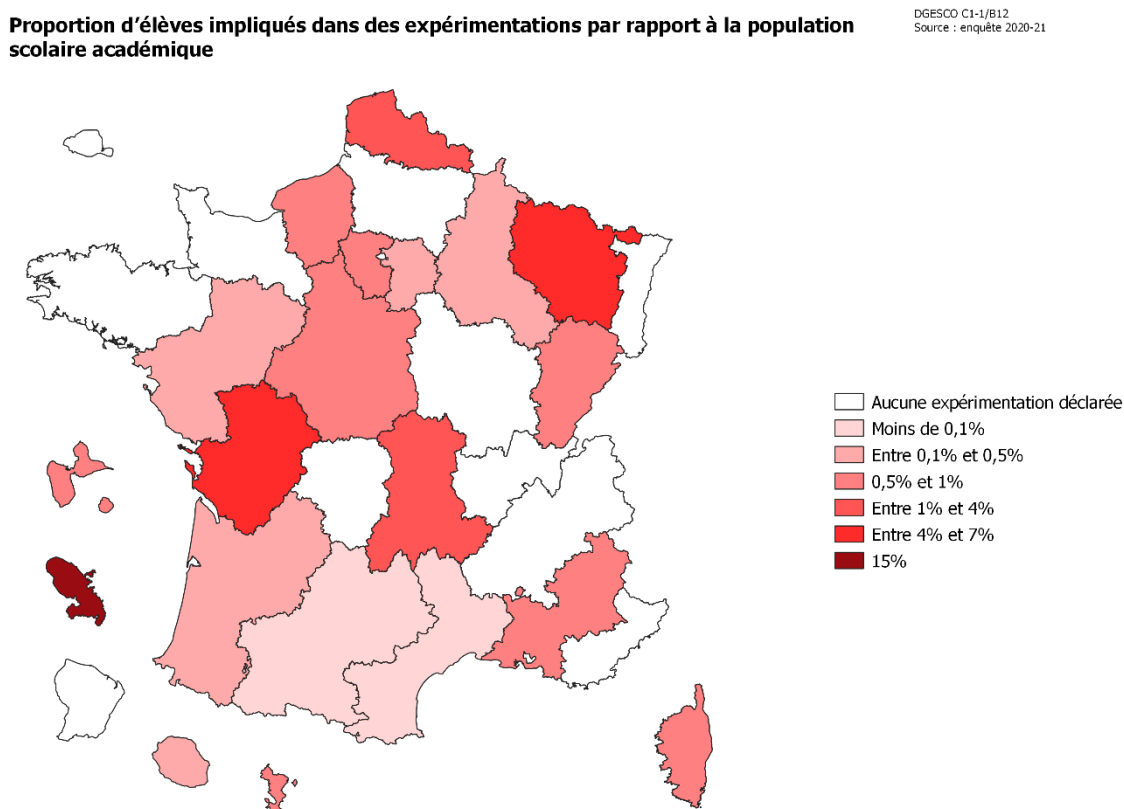 Proportion d'élèves impliqués dans des expérimentations par rapport à la population
scolaire académique
DGESCO C1-1/B12
Source : enquête 2020-21
Aucune expérimentation déclarée
Moins de 0,1%
Entre 0,1% et 0,5%
0,5% et 1%
Entre 1% et 4%
Entre 4% et 7%
15%